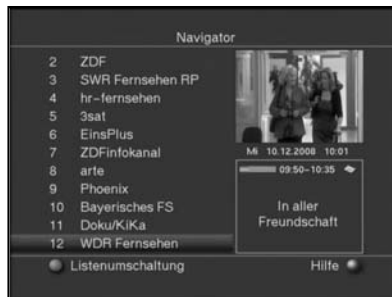 Navigator
2 ZDF
3 SWR Fernsehen RP
4 hr-fernsehen
5 3sat
6 EinsPlus
7 ZDFinfokanal
8 arte
9 Phoenix
10 Bayerisches FS
11 Doku/KiKa
12 WDR Fernsehen
Mi 10.12.2008 10:01
09:50-10:35
In aller
Freundschaft
Listenumschaltung
Hilfe